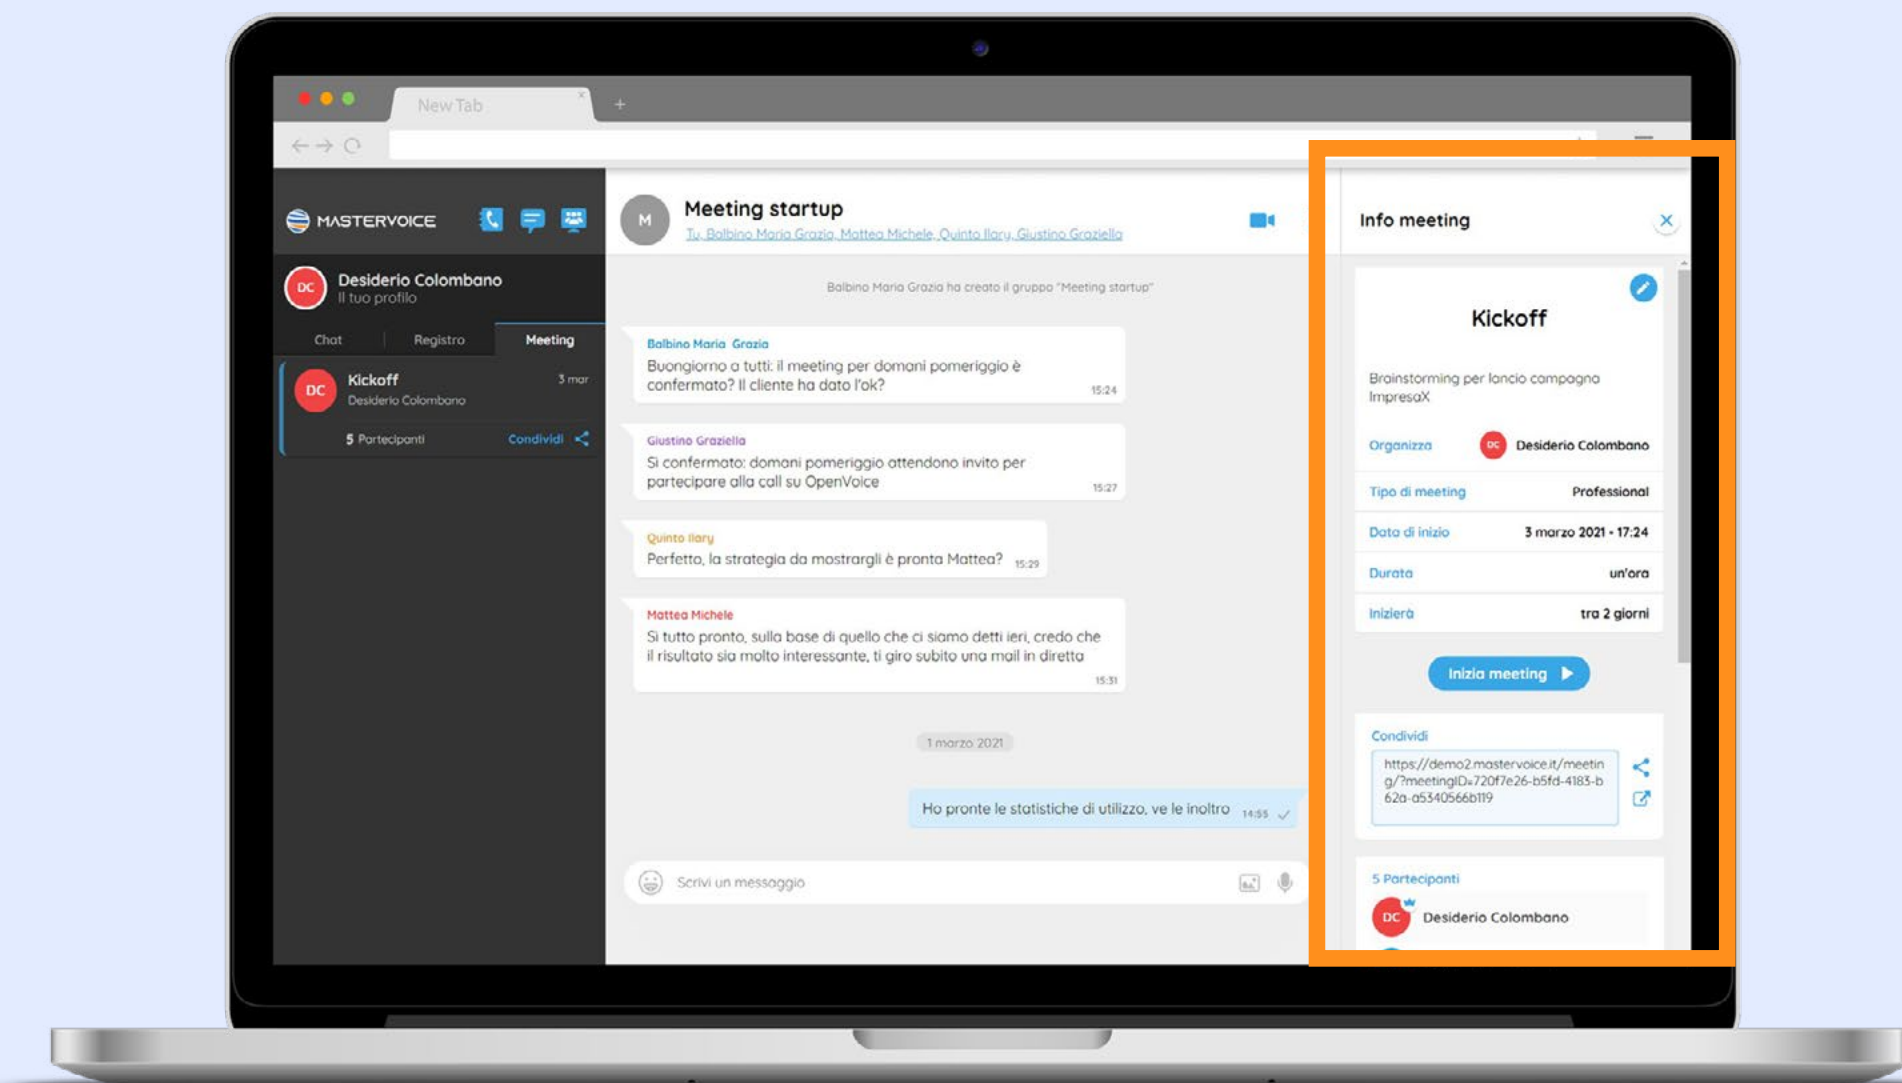 New Tab
MASTERVOICE
Desiderio Colombano
Il tuo profilo
Chat
Registro
Meeting
DC
DC
Kickoff
3 mar
Desiderio Colombano
5 Partecipanti
Condividi
M
Meeting startup
Tu, Balbino Maria Grazia, Mattea Michele, Quinto Ilary, Giustino Graziella
Balbino Maria Grazia ha creato il gruppo "Meeting startup"
Balbino Maria Grazia
Buongiorno a tutti: il meeting per domani pomeriggio è
confermato? Il cliente ha dato l'ok?
15:24
Giustino Graziella
Sì confermato: domani pomeriggio attendono invito per
partecipare alla call su OpenVoice
15:27
Quinto Ilary
Perfetto, la strategia da mostrargli è pronta Mattea?
15:29
Mattea Michele
Sì tutto pronto, sulla base di quello che ci siamo detti ieri, credo che
il risultato sia molto interessante, ti giro subito una mail in diretta
15:31
1 marzo 2021
Ho pronte le statistiche di utilizzo, ve le inoltro
14:55
Scrivi un messaggio
Info meeting
Kickoff
Brainstorming per lancio campagna
ImpresaX
Organizza
DC
Desiderio Colombano
Tipo di meeting
Professional
Data di inizio
3 marzo 2021 - 17:24
Durata
un'ora
Inizierà
tra 2 giorni
Inizia meeting
Condividi
https://demo2.mastervoice.it/meetin
g/?meetingID=720f7e26-b5fd-4183-b
62a-a5340566b119
5 Partecipanti
DC
Desiderio Colombano